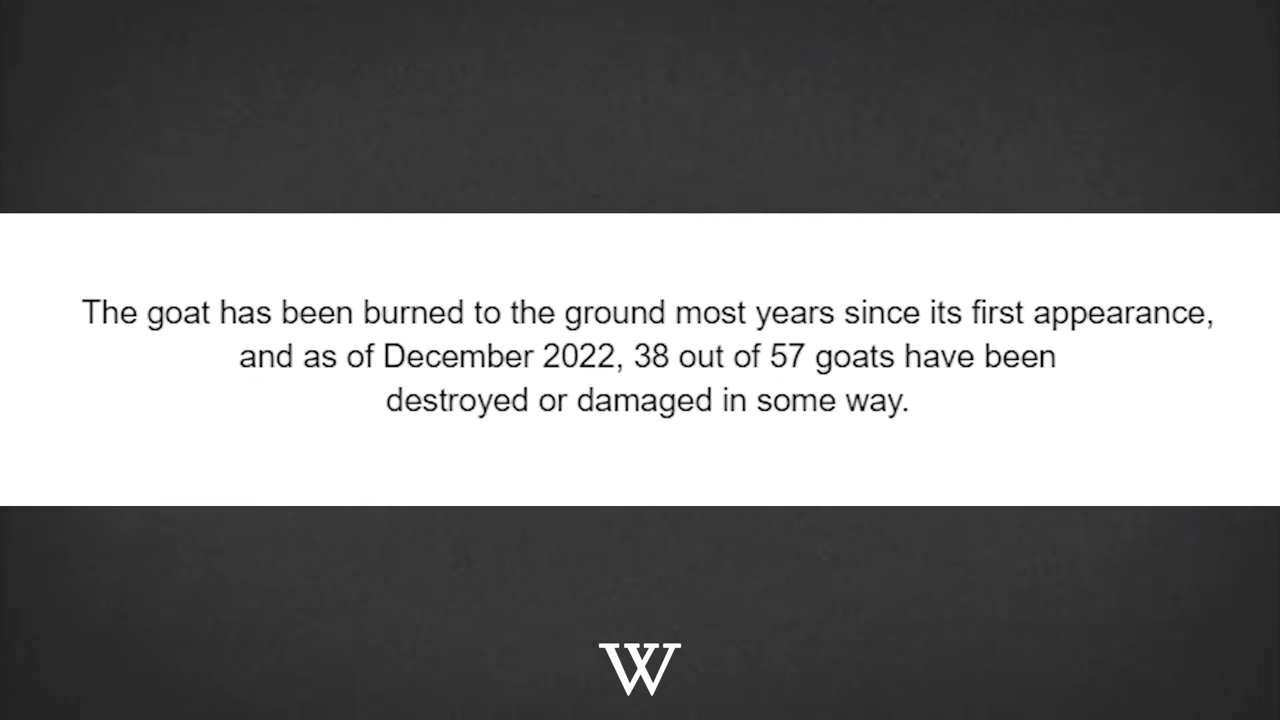 The goat has been burned to the ground most years since its first appearance,
and as of December 2022, 38 out of 57 goats have been
destroyed or damaged in some way.
W